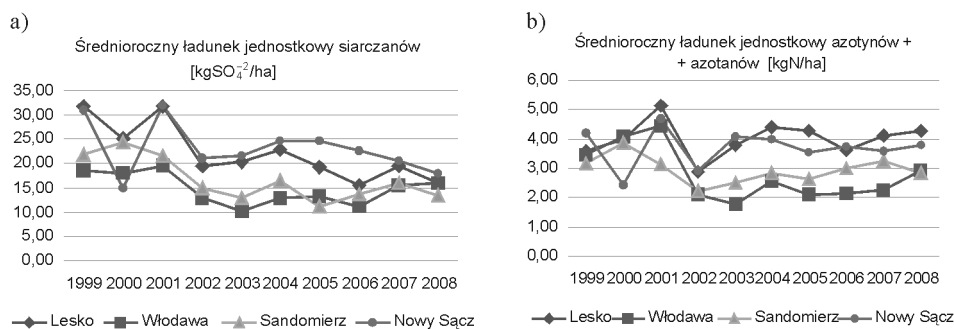 a)
Średnioroczny ładunek jednostkowy siarczanów
[kgSO₄⁻²/ha]
35,00
30,00
25,00
20,00
15,00
10,00
5,00
0,00
1999 2000 2001 2002 2003 2004 2005 2006 2007 2008
Lesko Włodawa Sandomierz Nowy Sącz
b)
Średnioroczny ładunek jednostkowy azotynów +
+ azotanów [kgN/ha]
6,00
5,00
4,00
3,00
2,00
1,00
0,00
1999 2000 2001 2002 2003 2004 2005 2006 2007 2008
Lesko Włodawa Sandomierz Nowy Sącz